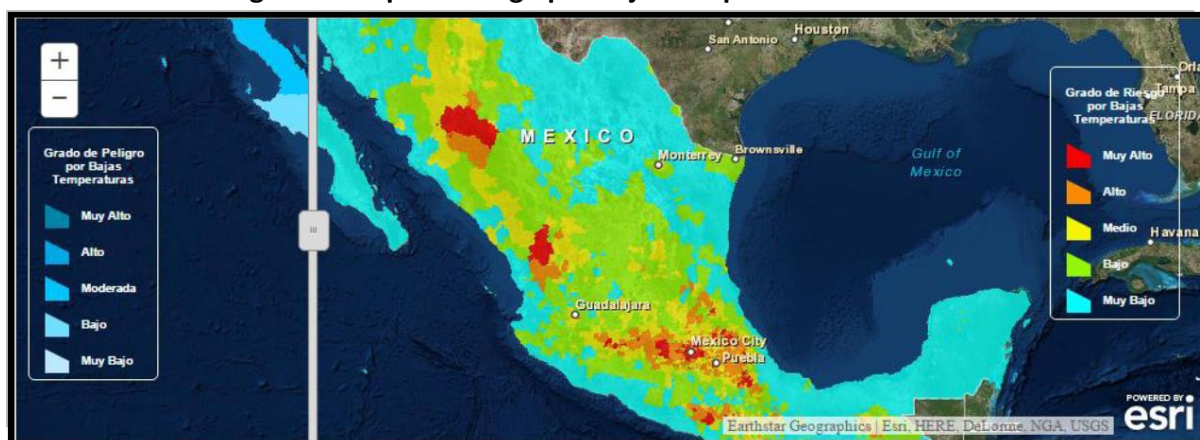 +
−
Grado de Peligro
por Bajas
Temperaturas
Muy Alto
Alto
Moderada
Bajo
Muy Bajo
San Antonio
Houston
MEXICO
Monterrey
Brownsville
Gulf of
Mexico
Guadalajara
Mexico City
Puebla
Tampa
FLORIDA
Havana
Grado de Riesgo
por Bajas
Temperaturas
Muy Alto
Alto
Medio
Bajo
Muy Bajo
POWERED BY
esri
Earthstar Geographics | Esri, HERE, DeLorme, NGA, USGS